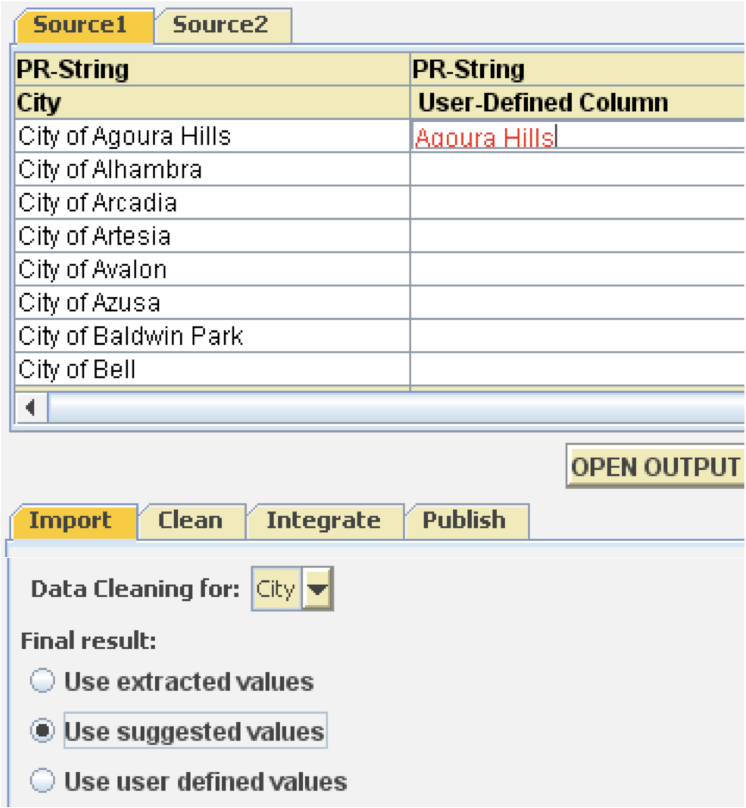 Source1 Source2
PR-String PR-String
City User-Defined Column
City of Agoura Hills Agoura Hills
City of Alhambra
City of Arcadia
City of Artesia
City of Avalon
City of Azusa
City of Baldwin Park
City of Bell
OPEN OUTPUT
Import Clean Integrate Publish
Data Cleaning for: City
Final result:
Use extracted values
Use suggested values
Use user defined values